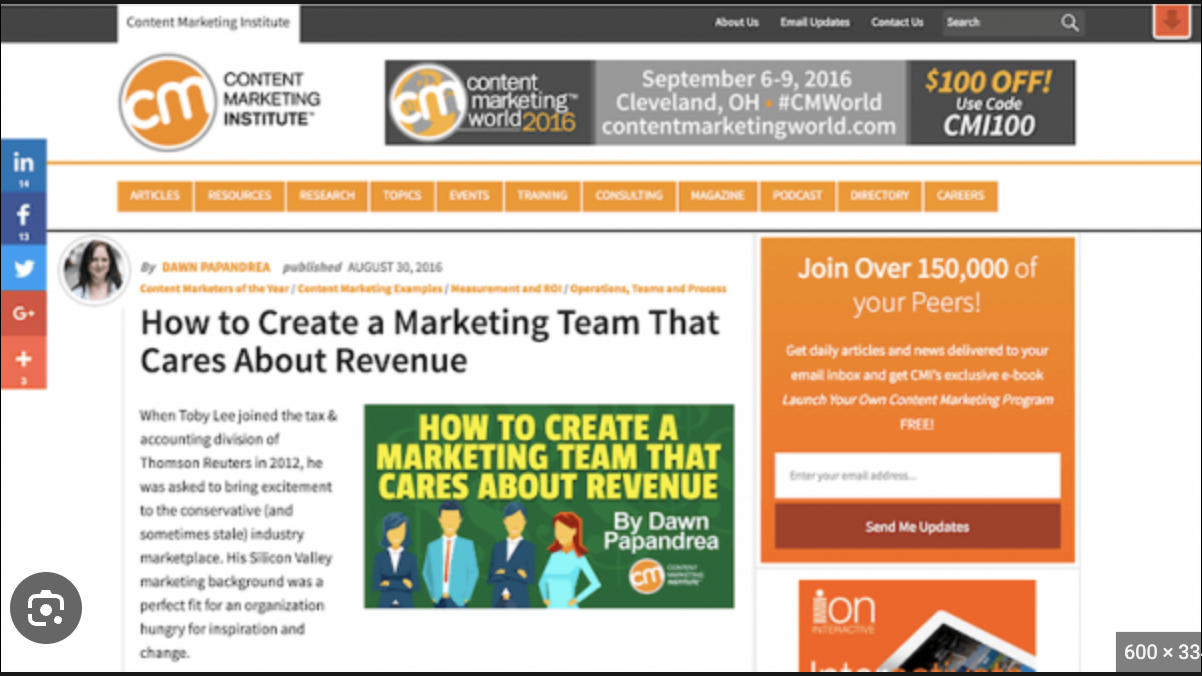 Content Marketing Institute
About Us
Email Updates
Contact Us
Search
cm
CONTENT
MARKETING
INSTITUTE™
cm
content
marketing™
world2016
September 6-9, 2016
Cleveland, OH • #CMWorld
contentmarketingworld.com
$100 OFF!
Use Code
CMI100
in
14
f
13
G+
+
3
ARTICLES
RESOURCES
RESEARCH
TOPICS
EVENTS
TRAINING
CONSULTING
MAGAZINE
PODCAST
DIRECTORY
CAREERS
By DAWN PAPANDREA published AUGUST 30, 2016
Content Marketers of the Year / Content Marketing Examples / Measurement and ROI / Operations, Teams and Process
How to Create a Marketing Team That
Cares About Revenue
When Toby Lee joined the tax &
accounting division of
Thomson Reuters in 2012, he
was asked to bring excitement
to the conservative (and
sometimes stale) industry
marketplace. His Silicon Valley
marketing background was a
perfect fit for an organization
hungry for inspiration and
change.
HOW TO CREATE A
MARKETING TEAM THAT
CARES ABOUT REVENUE
By Dawn
Papandrea
cm
CONTENT
MARKETING
INSTITUTE
Join Over 150,000 of
your Peers!
Get daily articles and news delivered to your
email inbox and get CMI's exclusive e-book
Launch Your Own Content Marketing Program
FREE!
Enter your email address...
Send Me Updates
ion
INTERACTIVE
600 × 33